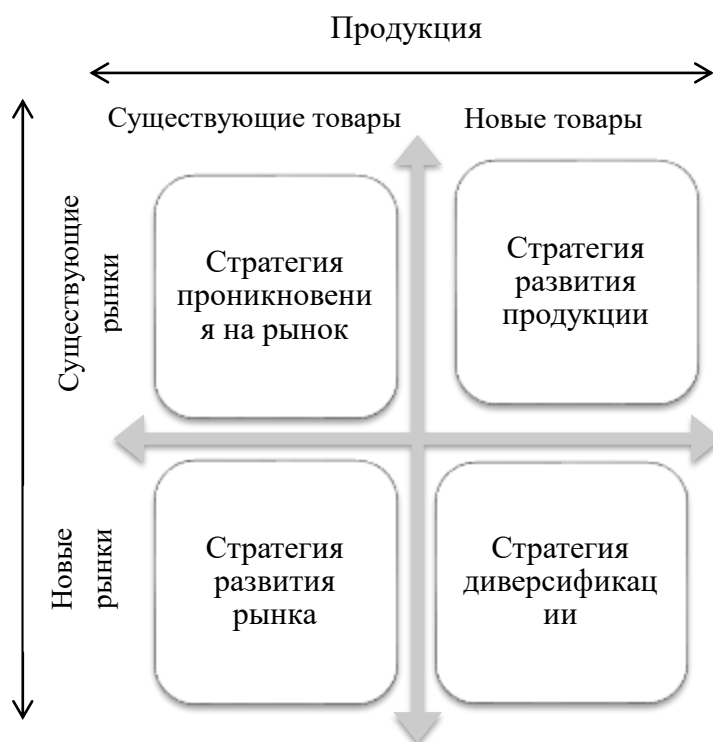 Продукция
Существующие товары
Новые товары
Существующие
рынки
Стратегия
проникновени
я на рынок
Стратегия
развития
продукции
Новые
рынки
Стратегия
развития
рынка
Стратегия
диверсификац
ии